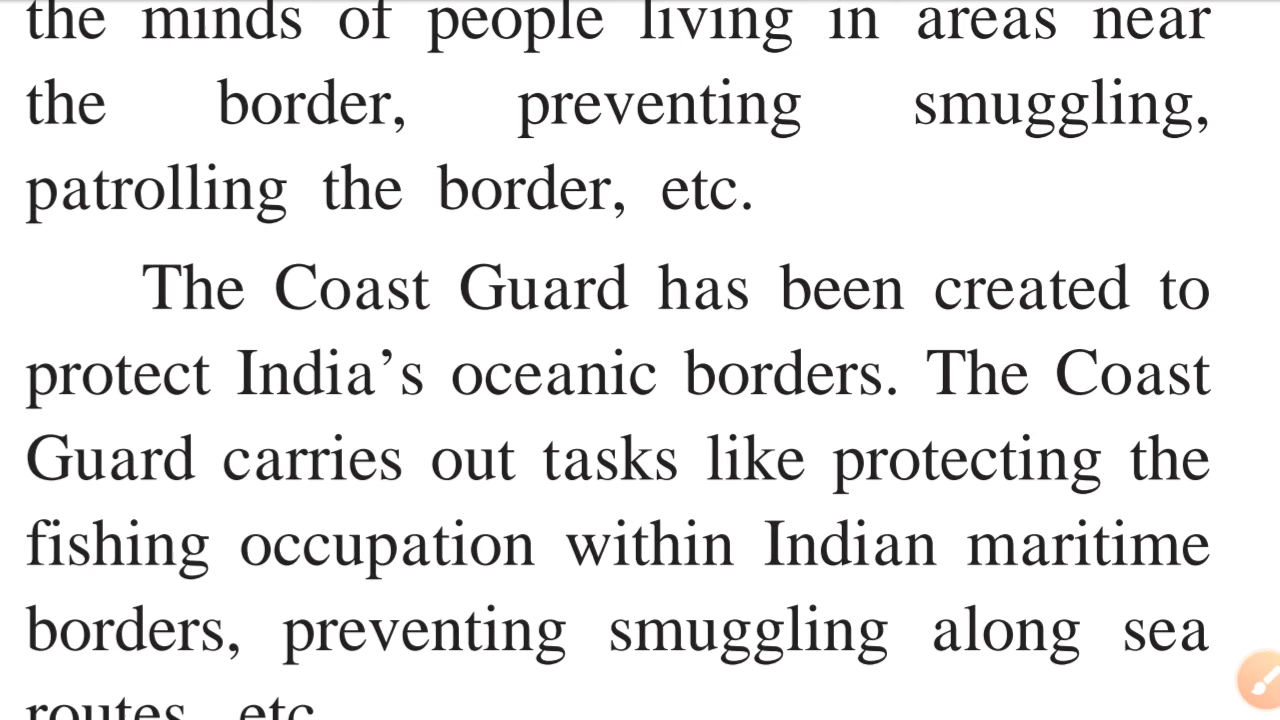 the minds of people living in areas near
the border, preventing smuggling,
patrolling the border, etc.
The Coast Guard has been created to
protect India’s oceanic borders. The Coast
Guard carries out tasks like protecting the
fishing occupation within Indian maritime
borders, preventing smuggling along sea
routes, etc.